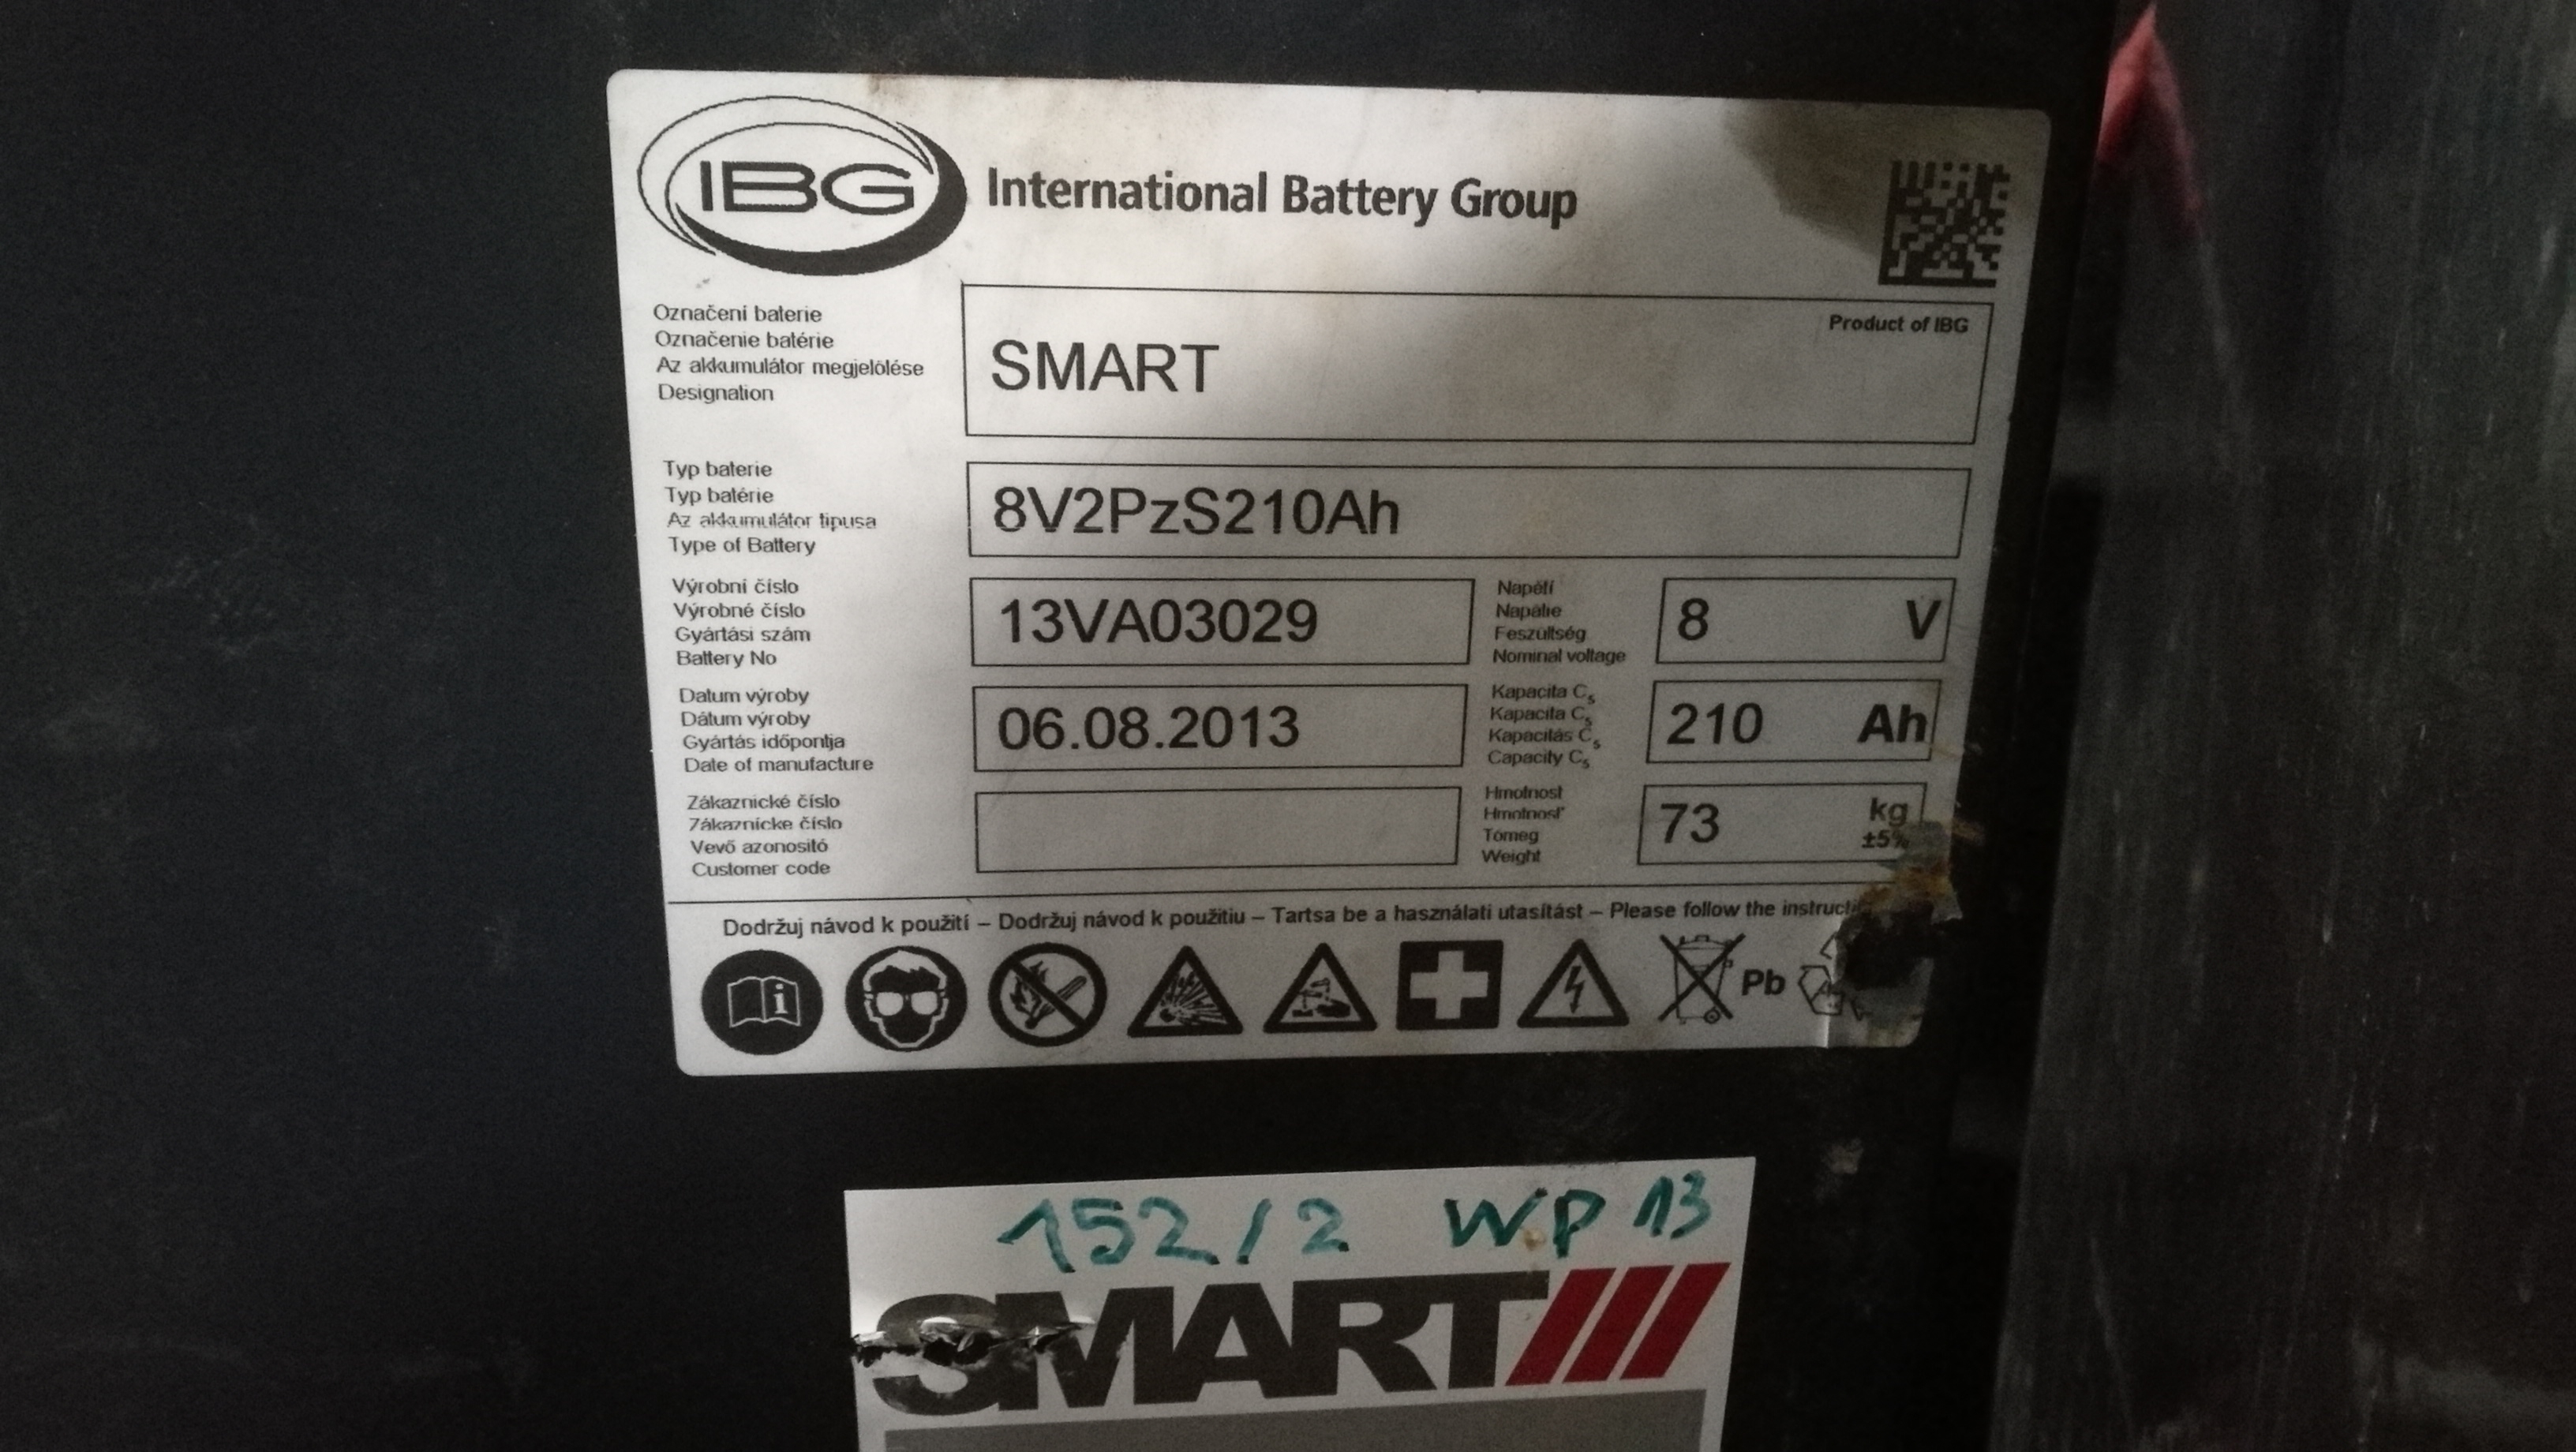 IBG
International Battery Group
Product of IBG
Označení baterie
Označenie batérie
Az akkumulátor megjelölése
Designation
SMART
Typ baterie
Typ batérie
Az akkumulátor tipusa
Type of Battery
8V2PzS210Ah
Výrobní číslo
Výrobné číslo
Gyártási szám
Battery No
13VA03029
Napětí
Napätie
Feszültség
Nominal voltage
8 V
Datum výroby
Dátum výroby
Gyártás időpontja
Date of manufacture
06.08.2013
Kapacita C5
Kapacita C5
Kapacitás C5
Capacity C5
210 Ah
Zákaznické číslo
Zákaznícke číslo
Vevő azonositó
Customer code
Hmotnost
Hmotnosť
Tömeg
Weight
73 kg
±5%
Dodržuj návod k použití – Dodržuj návod k použitiu – Tartsa be a használati utasítást – Please follow the
Pb
152/2 WP 13
SMART